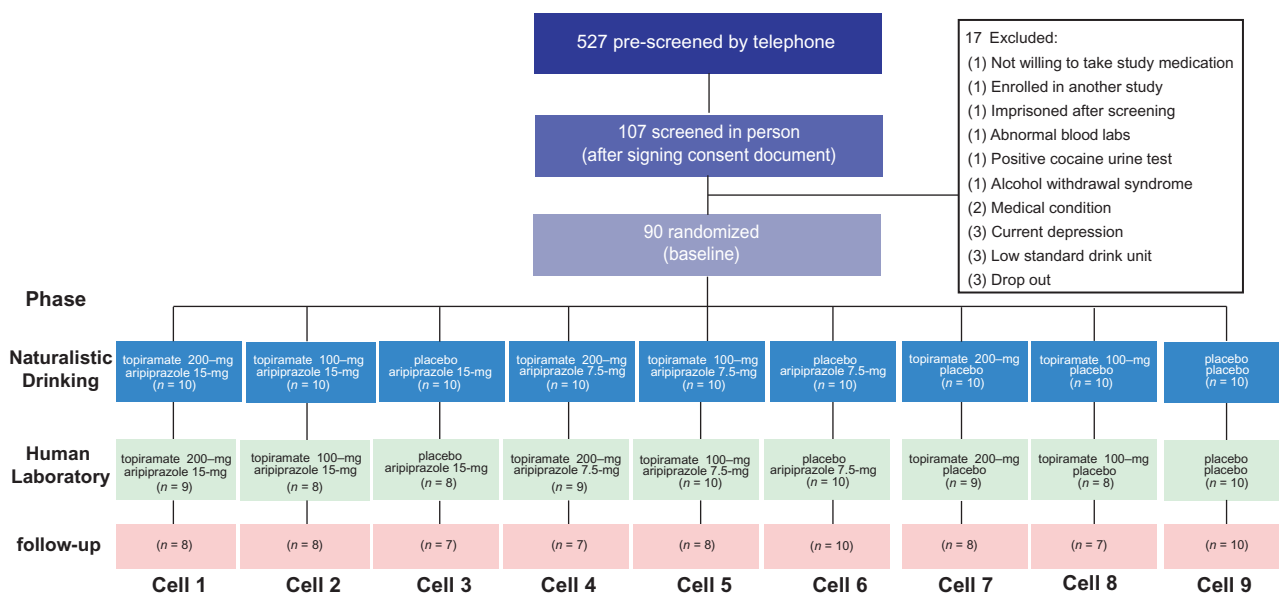 527 pre-screened by telephone
17 Excluded:
(1) Not willing to take study medication
(1) Enrolled in another study
(1) Imprisoned after screening
(1) Abnormal blood labs
(1) Positive cocaine urine test
(1) Alcohol withdrawal syndrome
(2) Medical condition
(3) Current depression
(3) Low standard drink unit
(3) Drop out
107 screened in person
(after signing consent document)
90 randomized
(baseline)
Phase
Naturalistic
Drinking
topiramate 200–mg
aripiprazole 15-mg
(n = 10)
topiramate 100–mg
aripiprazole 15-mg
(n = 10)
placebo
aripiprazole 15-mg
(n = 10)
topiramate 200–mg
aripiprazole 7.5-mg
(n = 10)
topiramate 100–mg
aripiprazole 7.5-mg
(n = 10)
placebo
aripiprazole 7.5-mg
(n = 10)
topiramate 200–mg
placebo
(n = 10)
topiramate 100–mg
placebo
(n = 10)
placebo
placebo
(n = 10)
Human
Laboratory
topiramate 200–mg
aripiprazole 15-mg
(n = 9)
topiramate 100–mg
aripiprazole 15-mg
(n = 8)
placebo
aripiprazole 15-mg
(n = 8)
topiramate 200–mg
aripiprazole 7.5-mg
(n = 9)
topiramate 100–mg
aripiprazole 7.5-mg
(n = 10)
placebo
aripiprazole 7.5-mg
(n = 10)
topiramate 200–mg
placebo
(n = 9)
topiramate 100–mg
placebo
(n = 8)
placebo
placebo
(n = 10)
follow-up
(n = 8)
(n = 8)
(n = 7)
(n = 7)
(n = 8)
(n = 10)
(n = 8)
(n = 7)
(n = 10)
Cell 1
Cell 2
Cell 3
Cell 4
Cell 5
Cell 6
Cell 7
Cell 8
Cell 9